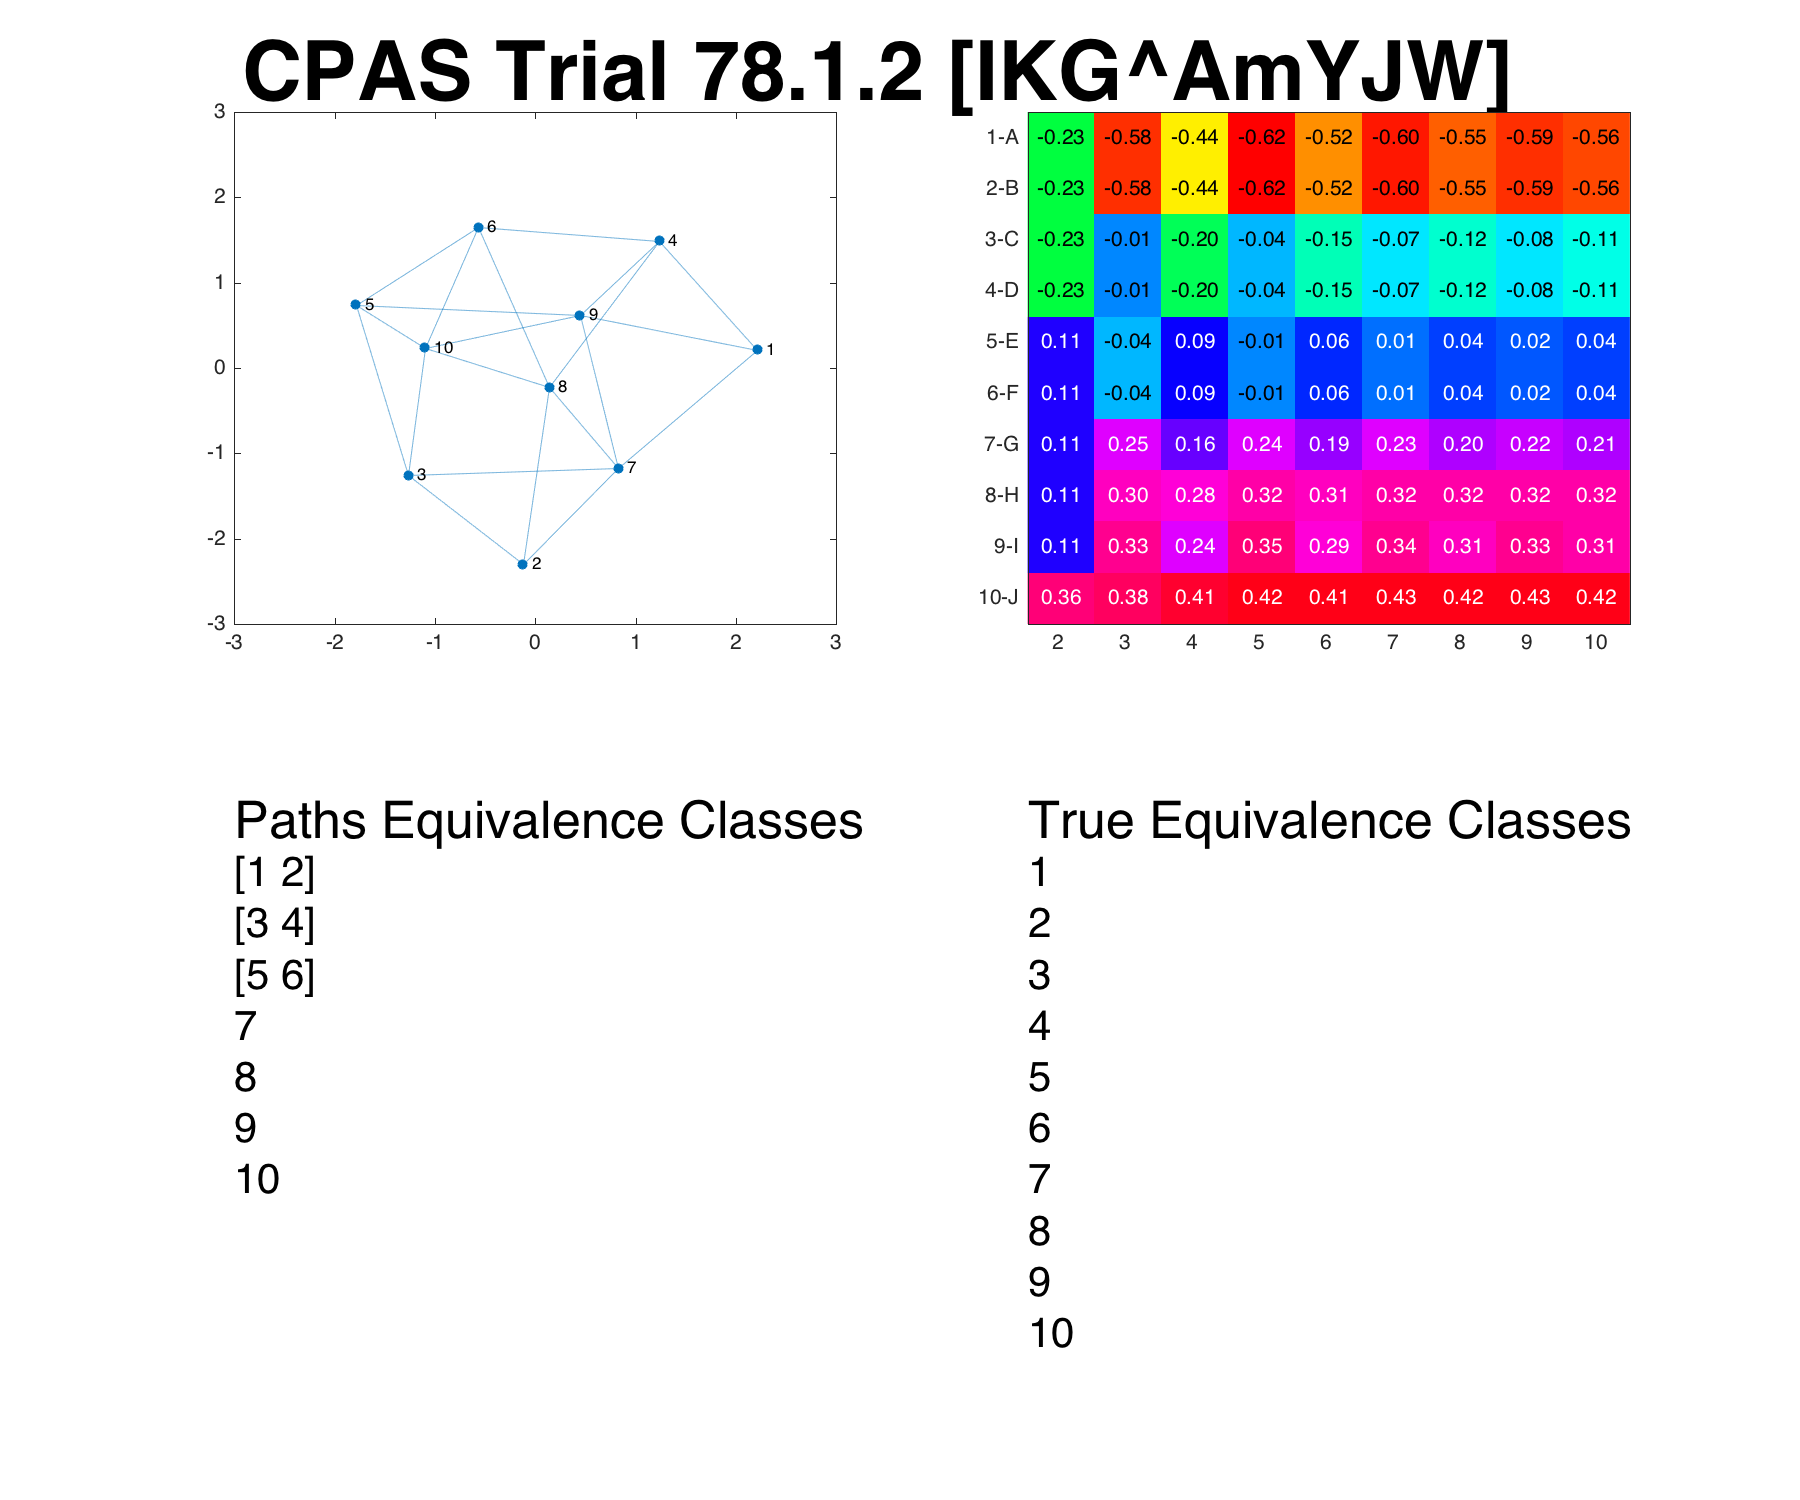 CPAS Trial 78.1.2 [IKG^AmYJW]
3
2
1
0
-1
-2
-3
-3 -2 -1 0 1 2 3
6
4
5
9
10
1
8
7
3
2
1-A -0.23 -0.58 -0.44 -0.62 -0.52 -0.60 -0.55 -0.59 -0.56
2-B -0.23 -0.58 -0.44 -0.62 -0.52 -0.60 -0.55 -0.59 -0.56
3-C -0.23 -0.01 -0.20 -0.04 -0.15 -0.07 -0.12 -0.08 -0.11
4-D -0.23 -0.01 -0.20 -0.04 -0.15 -0.07 -0.12 -0.08 -0.11
5-E 0.11 -0.04 0.09 -0.01 0.06 0.01 0.04 0.02 0.04
6-F 0.11 -0.04 0.09 -0.01 0.06 0.01 0.04 0.02 0.04
7-G 0.11 0.25 0.16 0.24 0.19 0.23 0.20 0.22 0.21
8-H 0.11 0.30 0.28 0.32 0.31 0.32 0.32 0.32 0.32
9-I 0.11 0.33 0.24 0.35 0.29 0.34 0.31 0.33 0.31
10-J 0.36 0.38 0.41 0.42 0.41 0.43 0.42 0.43 0.42
2 3 4 5 6 7 8 9 10
Paths Equivalence Classes
[1 2]
[3 4]
[5 6]
7
8
9
10
True Equivalence Classes
1
2
3
4
5
6
7
8
9
10